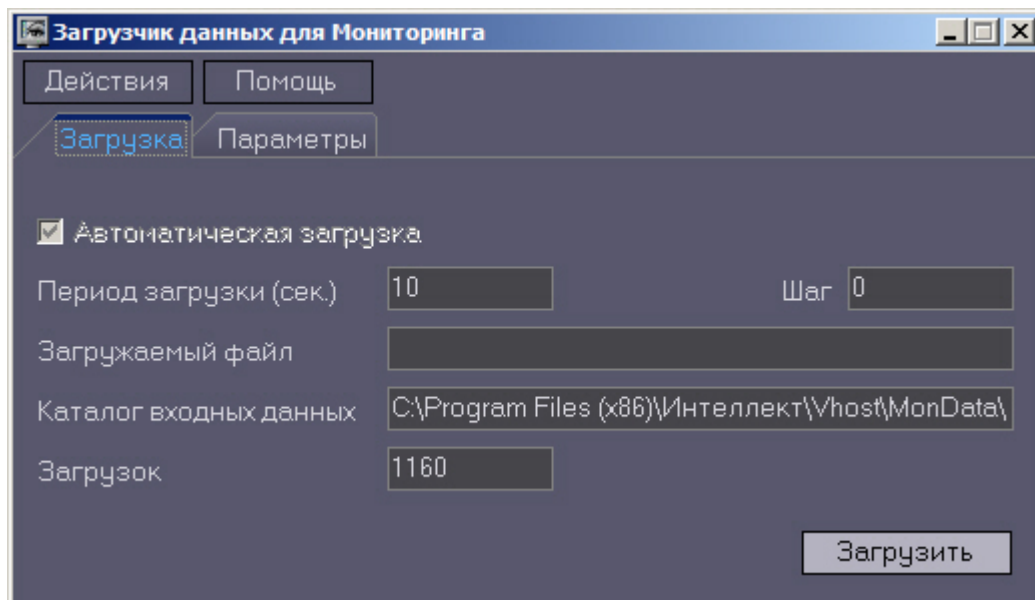 Загрузчик данных для Мониторинга
Действия Помощь
Загрузка Параметры
Автоматическая загрузка
Период загрузки (сек.) 10 Шаг 0
Загружаемый файл
Каталог входных данных C:\Program Files (x86)\Интеллект\Vhost\MonData\
Загрузок 1160
Загрузить